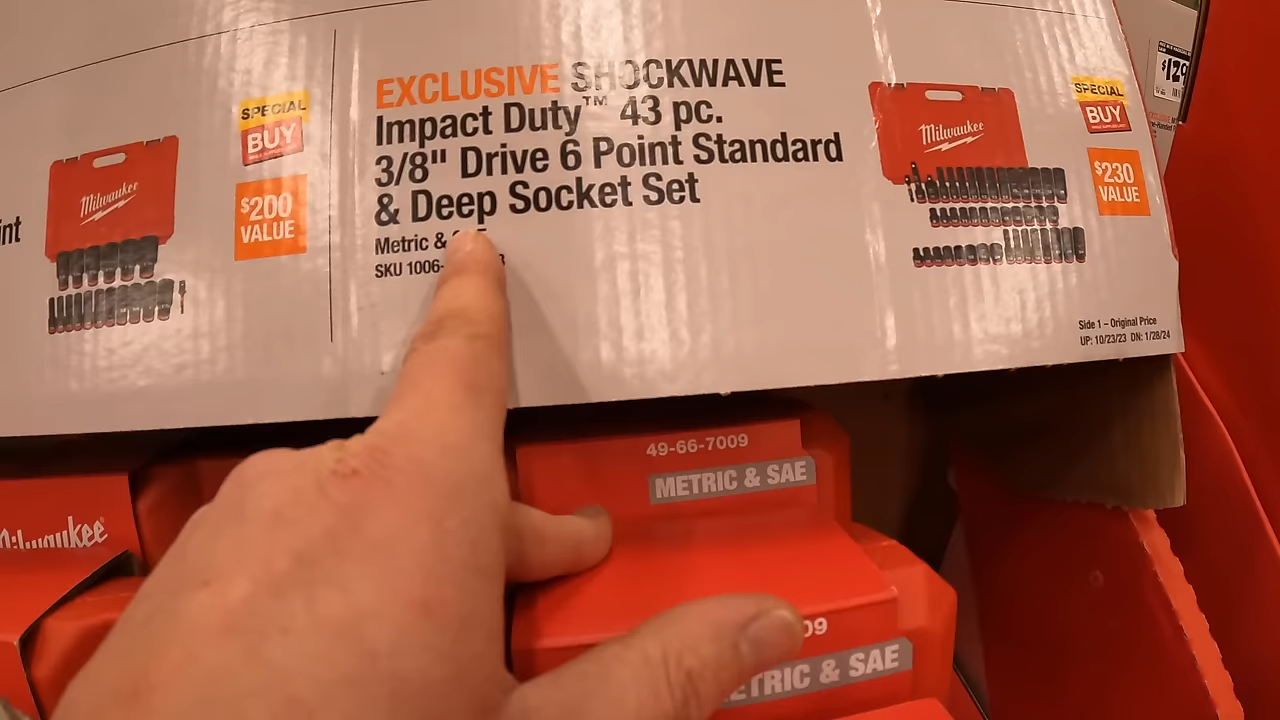 int
Milwaukee
SPECIAL
BUY
$200
VALUE
EXCLUSIVE SHOCKWAVE
Impact Duty™ 43 pc.
3/8" Drive 6 Point Standard
& Deep Socket Set
Metric &
SKU 1006-
Milwaukee
SPECIAL
BUY
$230
VALUE
Side 1 – Original Price
UP: 10/23/23 DN: 1/28/24
$129
49-66-7009
METRIC & SAE
Milwaukee
09
METRIC & SAE